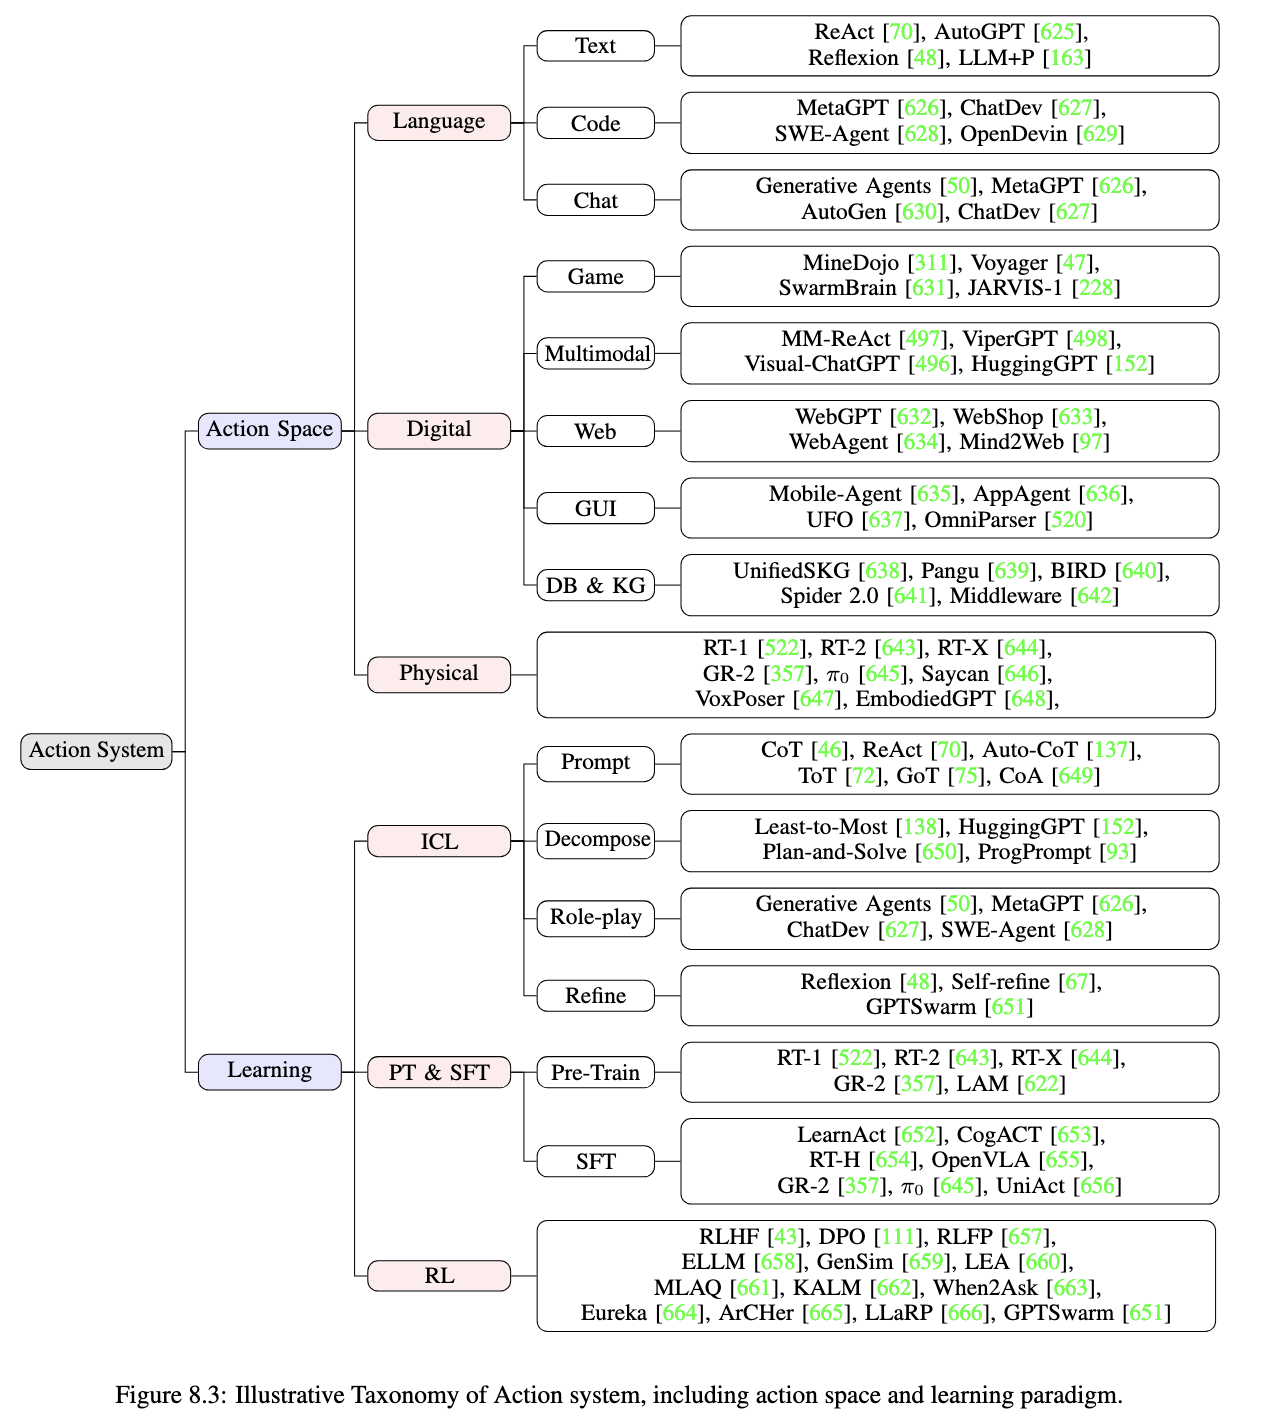 Action System
Action Space
Language
Text
ReAct [70], AutoGPT [625],
Reflexion [48], LLM+P [163]
Code
MetaGPT [626], ChatDev [627],
SWE-Agent [628], OpenDevin [629]
Chat
Generative Agents [50], MetaGPT [626],
AutoGen [630], ChatDev [627]
Digital
Game
MineDojo [311], Voyager [47],
SwarmBrain [631], JARVIS-1 [228]
Multimodal
MM-ReAct [497], ViperGPT [498],
Visual-ChatGPT [496], HuggingGPT [152]
Web
WebGPT [632], WebShop [633],
WebAgent [634], Mind2Web [97]
GUI
Mobile-Agent [635], AppAgent [636],
UFO [637], OmniParser [520]
DB & KG
UnifiedSKG [638], Pangu [639], BIRD [640],
Spider 2.0 [641], Middleware [642]
Physical
RT-1 [522], RT-2 [643], RT-X [644],
GR-2 [357], π₀ [645], Saycan [646],
VoxPoser [647], EmbodiedGPT [648],
Learning
ICL
Prompt
CoT [46], ReAct [70], Auto-CoT [137],
ToT [72], GoT [75], CoA [649]
Decompose
Least-to-Most [138], HuggingGPT [152],
Plan-and-Solve [650], ProgPrompt [93]
Role-play
Generative Agents [50], MetaGPT [626],
ChatDev [627], SWE-Agent [628]
Refine
Reflexion [48], Self-refine [67],
GPTSwarm [651]
PT & SFT
Pre-Train
RT-1 [522], RT-2 [643], RT-X [644],
GR-2 [357], LAM [622]
SFT
LearnAct [652], CogACT [653],
RT-H [654], OpenVLA [655],
GR-2 [357], π₀ [645], UniAct [656]
RL
RLHF [43], DPO [111], RLFP [657],
ELLM [658], GenSim [659], LEA [660],
MLAQ [661], KALM [662], When2Ask [663],
Eureka [664], ArCHer [665], LLaRP [666], GPTSwarm [651]
Figure 8.3: Illustrative Taxonomy of Action system, including action space and learning paradigm.